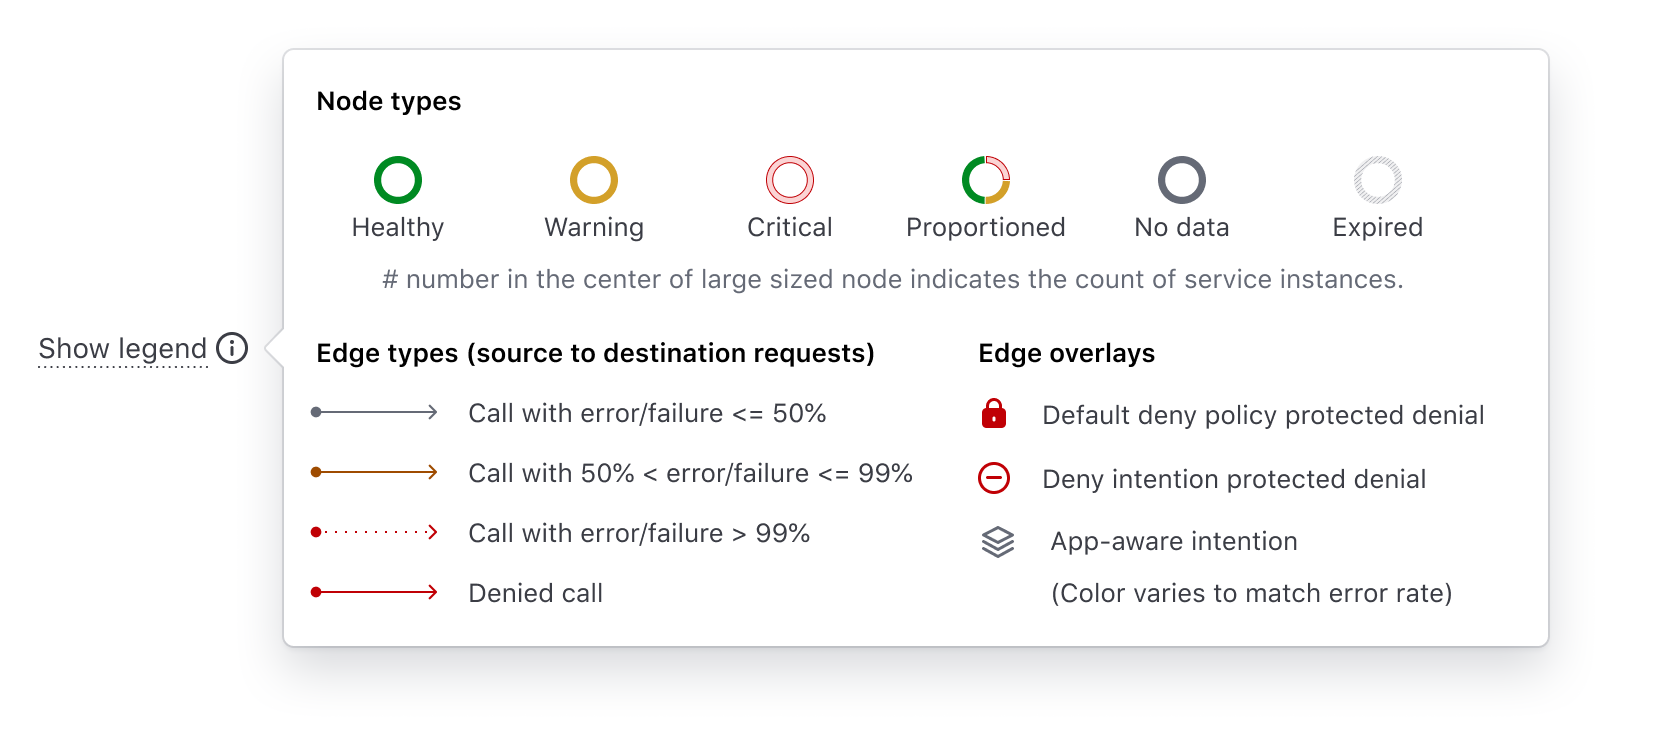 Show legend
Node types
Healthy
Warning
Critical
Proportioned
No data
Expired
# number in the center of large sized node indicates the count of service instances.
Edge types (source to destination requests)
Call with error/failure <= 50%
Call with 50% < error/failure <= 99%
Call with error/failure > 99%
Denied call
Edge overlays
Default deny policy protected denial
Deny intention protected denial
App-aware intention
(Color varies to match error rate)